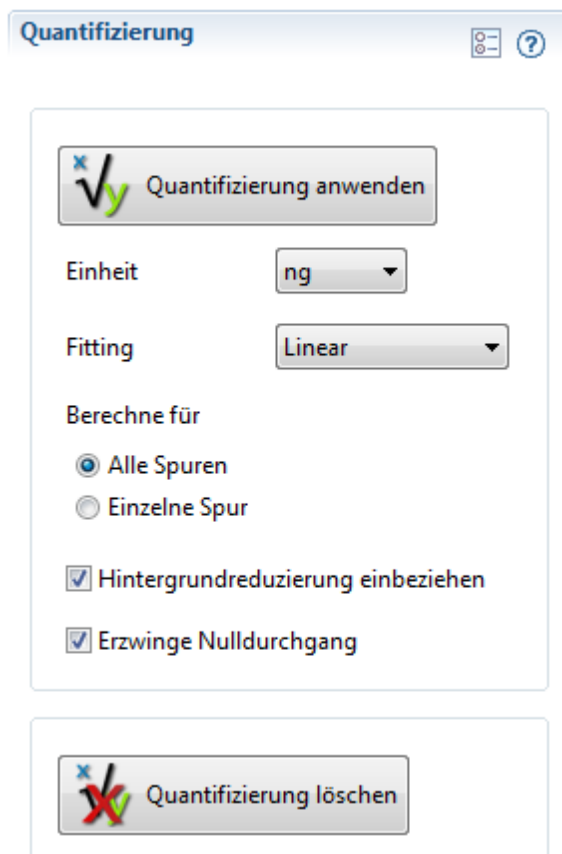 Quantifizierung
Quantifizierung anwenden
Einheit ng
Fitting Linear
Berechne für
Alle Spuren
Einzelne Spur
Hintergrundreduzierung einbeziehen
Erzwinge Nulldurchgang
Quantifizierung löschen